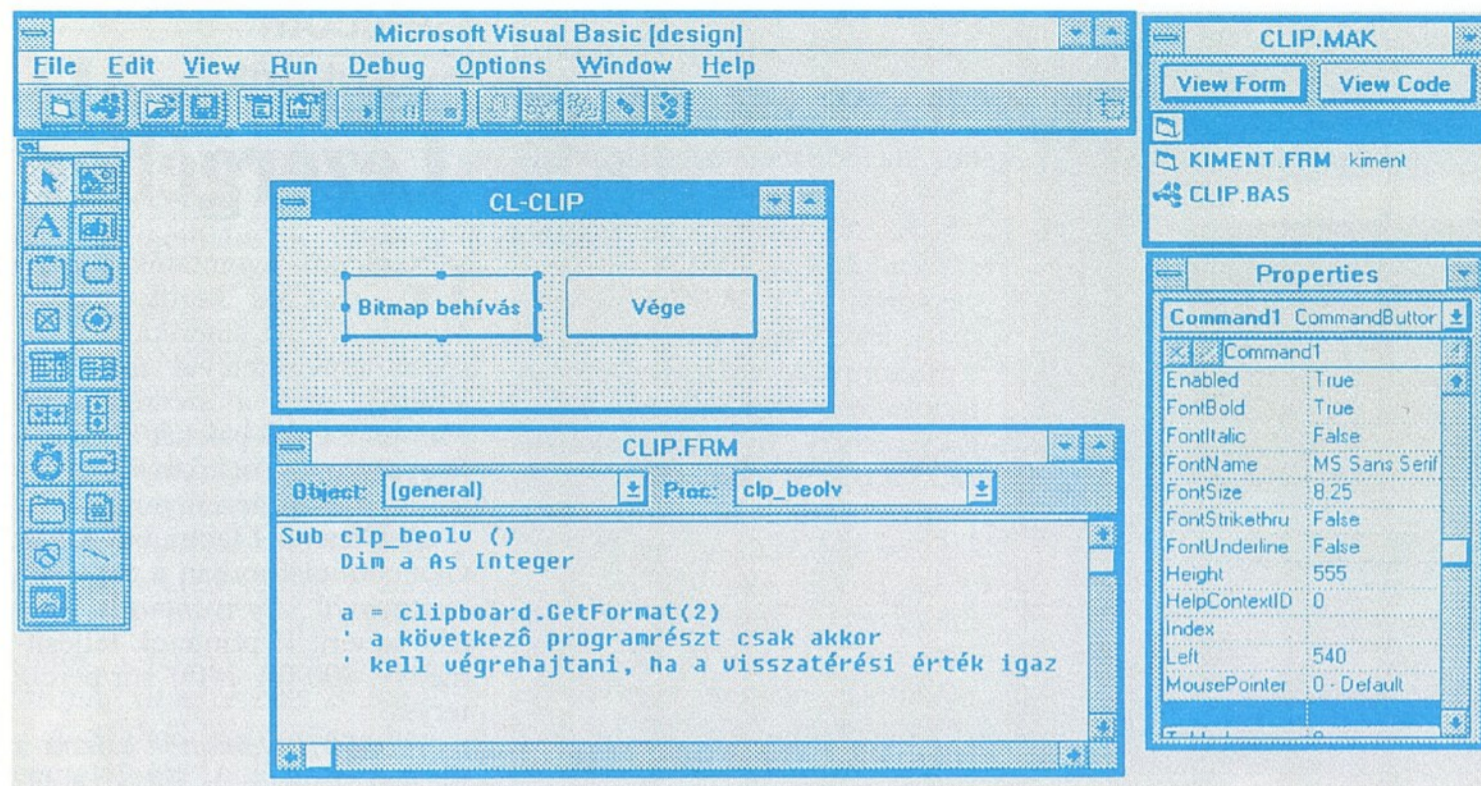 Microsoft Visual Basic [design]
File Edit View Run Debug Options Window Help
CLIP.MAK
View Form View Code
KIMENT.FRM kiment
CLIP.BAS
CL-CLIP
Bitmap behívás Vége
Properties
Command1 CommandButtor
Command1
Enabled True
FontBold True
FontItalic False
FontName MS Sans Serif
FontSize 8.25
FontStrikethru False
FontUnderline False
Height 555
HelpContextID 0
Index
Left 540
MousePointer 0 - Default
CLIP.FRM
Object: (general) Proc: clp_beolv
Sub clp_beolv ()
Dim a As Integer
a = clipboard.GetFormat(2)
' a következô programrészt csak akkor
' kell végrehajtani, ha a visszatérési érték igaz